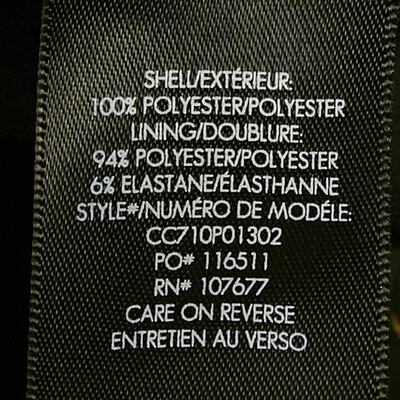 SHELL/EXTÉRIEUR:
100% POLYESTER/POLYESTER
LINING/DOUBLURE:
94% POLYESTER/POLYESTER
6% ELASTANE/ÉLASTHANNE
STYLE#/NUMÉRO DE MODÉLE:
CC710P01302
PO# 116511
RN# 107677
CARE ON REVERSE
ENTRETIEN AU VERSO